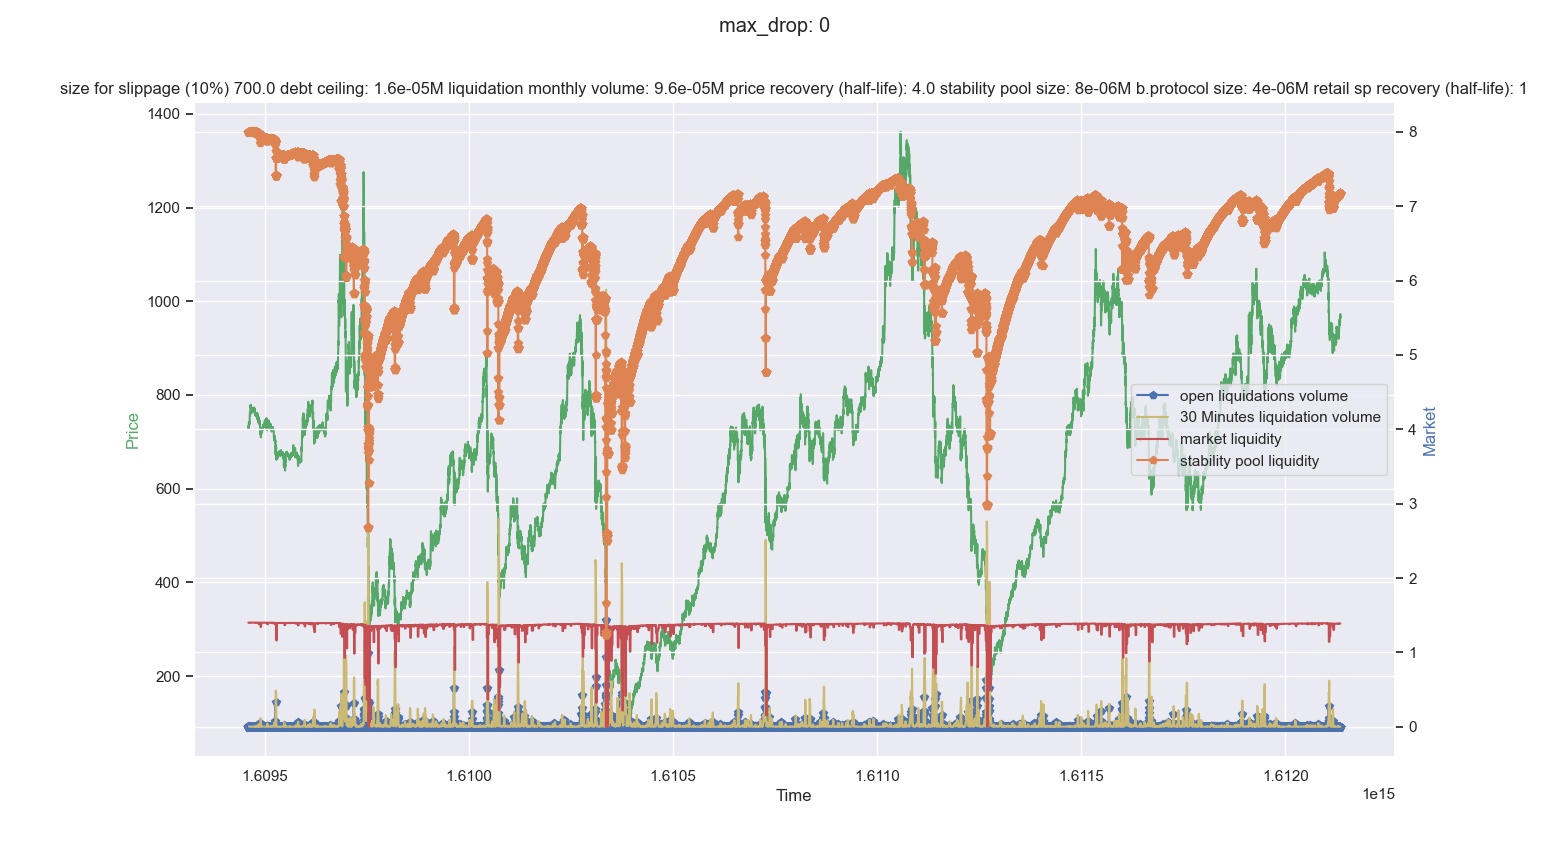 max_drop: 0
size for slippage (10%) 700.0 debt ceiling: 1.6e-05M liquidation monthly volume: 9.6e-05M price recovery (half-life): 4.0 stability pool size: 8e-06M b.protocol size: 4e-06M retail sp recovery (half-life): 1
1400
1200
1000
800
600
400
200
Price
8
7
6
5
4
3
2
1
0
Market
open liquidations volume
30 Minutes liquidation volume
market liquidity
stability pool liquidity
1.6095 1.6100 1.6105 1.6110 1.6115 1.6120
Time
1e15